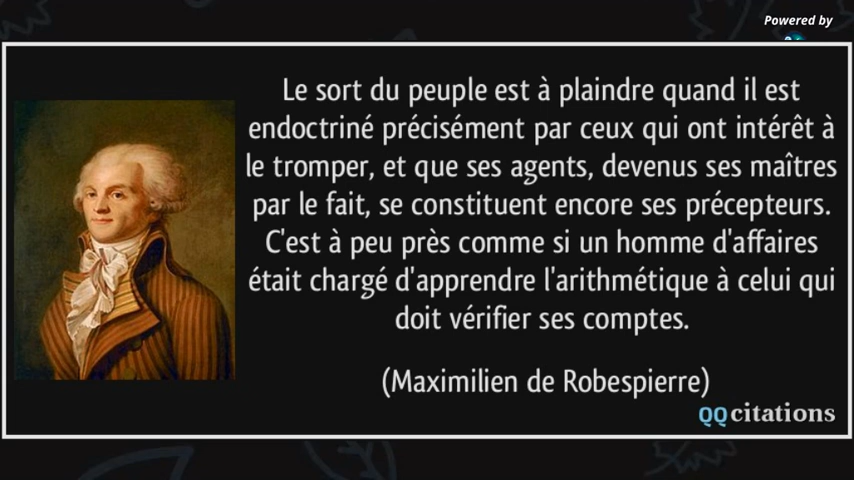 Powered by
Le sort du peuple est à plaindre quand il est
endoctriné précisément par ceux qui ont intérêt à
le tromper, et que ses agents, devenus ses maîtres
par le fait, se constituent encore ses précepteurs.
C'est à peu près comme si un homme d'affaires
était chargé d'apprendre l'arithmétique à celui qui
doit vérifier ses comptes.
(Maximilien de Robespierre)
QQcitations